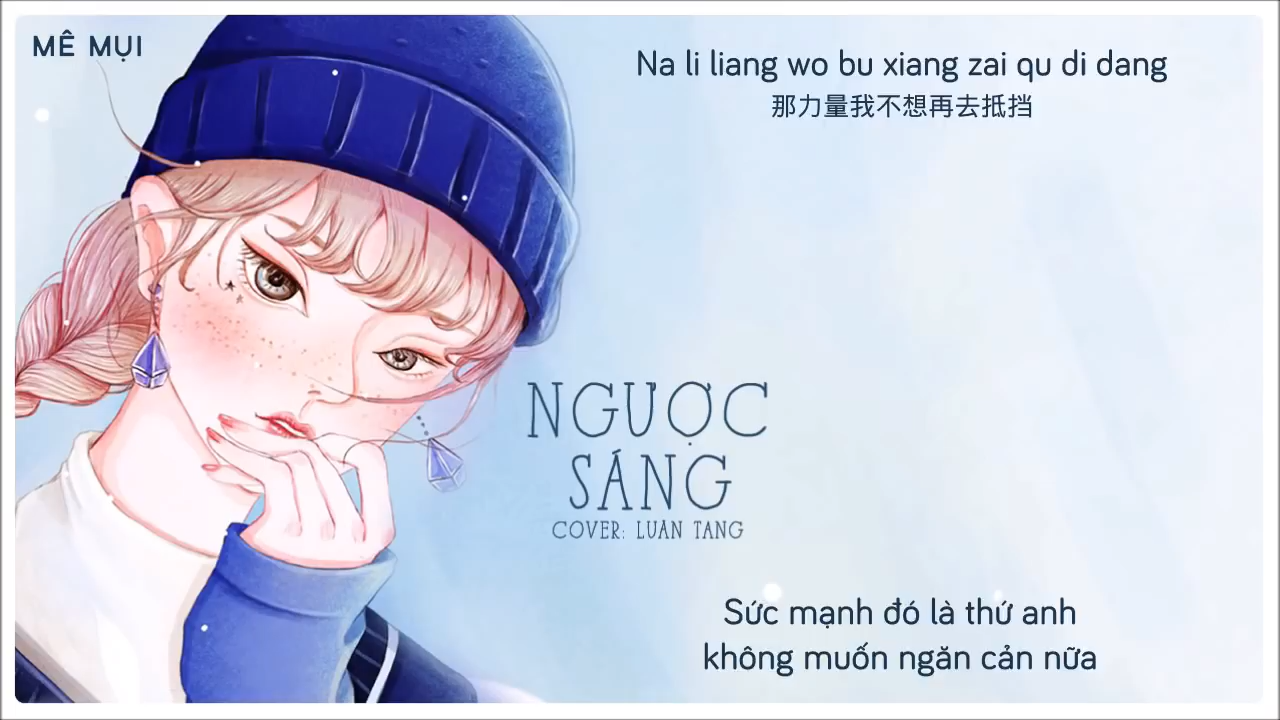 MÊ MỤI
Na li liang wo bu xiang zai qu di dang
那力量我不想再去抵挡
NGƯỢC
SÁNG
COVER: LUÂN TANG
Sức mạnh đó là thứ anh
không muốn ngăn cản nữa